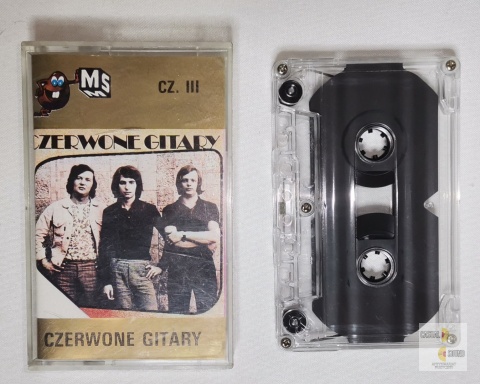 MS
CZ. III
CZERWONE GITARY
CZERWONE GITARY